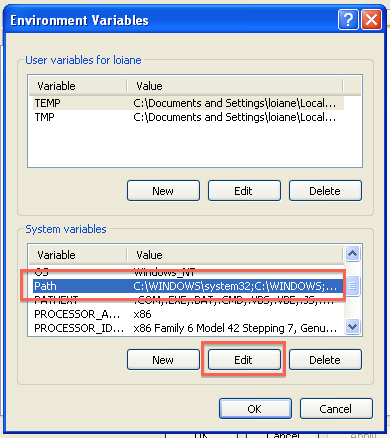 Environment Variables
User variables for loiane
Variable Value
TEMP C:\Documents and Settings\loiane\Local...
TMP C:\Documents and Settings\loiane\Local...
New Edit Delete
System variables
Variable Value
OS Windows_NT
Path C:\WINDOWS\system32;C:\WINDOWS;...
PATHEXT .COM;.EXE;.BAT;.CMD;.VBS;.VBE;.JS;...
PROCESSOR_A... x86
PROCESSOR_ID... x86 Family 6 Model 42 Stepping 7, Genu...
New Edit Delete
OK Cancel
OK Cancel Apply